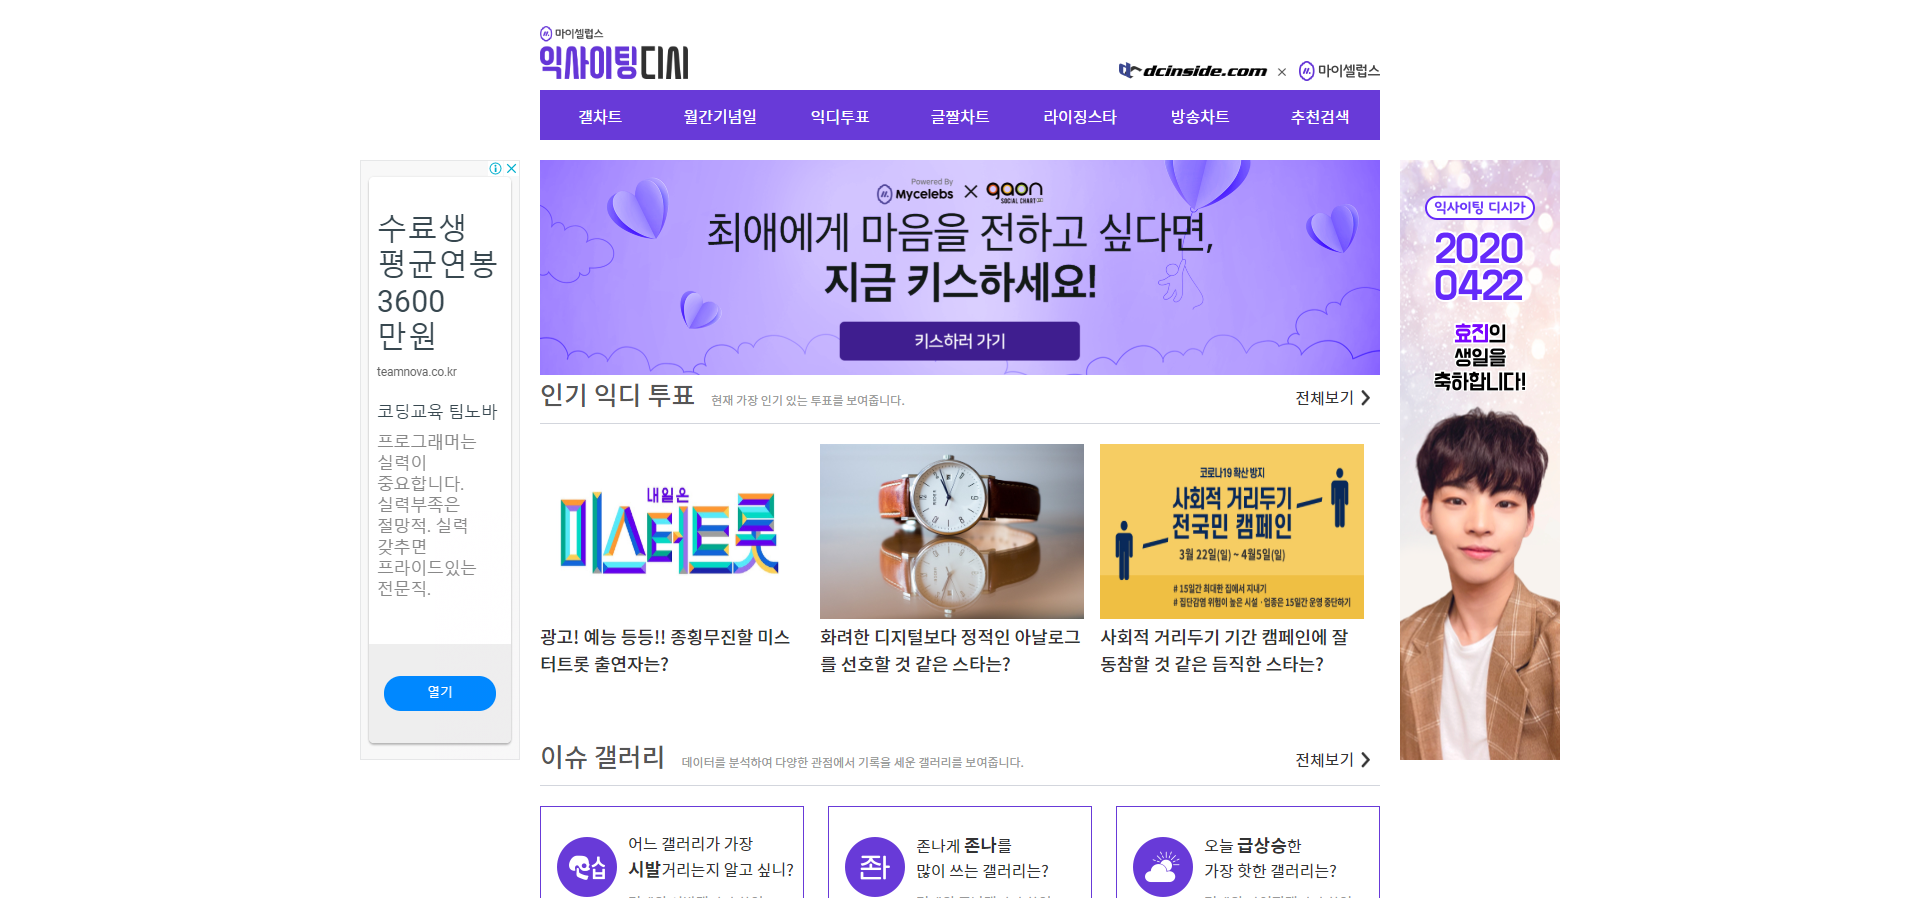 마이셀럽스
익사이팅디시
dcinside.com × 마이셀럽스
갤차트 월간기념일 익디투표 글짤차트 라이징스타 방송차트 추천검색
수료생
평균연봉
3600
만원
teamnova.co.kr
코딩교육 팀노바
프로그래머는
실력이
중요합니다.
실력부족은
절망적. 실력
갖추면
프라이드있는
전문직.
열기
Powered By
Mycelebs × gaon
SOCIAL CHART
최애에게 마음을 전하고 싶다면,
지금 키스하세요!
키스하러 가기
익사이팅 디시가
2020
0422
효진의
생일을
축하합니다!
인기 익디 투표 현재 가장 인기 있는 투표를 보여줍니다. 전체보기
내일은
미스터트롯
코로나19 확산 방지
사회적 거리두기
전국민 캠페인
3월 22일(일) ~ 4월5일(일)
# 15일간 최대한 집에서 지내기
# 집단감염 위험이 높은 시설 · 업종은 15일간 운영 중단하기
광고! 예능 등등!! 종횡무진할 미스
터트롯 출연자는?
화려한 디지털보다 정적인 아날로그
를 선호할 것 같은 스타는?
사회적 거리두기 기간 캠페인에 잘
동참할 것 같은 듬직한 스타는?
이슈 갤러리 데이터를 분석하여 다양한 관점에서 기록을 세운 갤러리를 보여줍니다. 전체보기
어느 갤러리가 가장
시발거리는지 알고 싶니?
좐
존나게 존나를
많이 쓰는 갤러리는?
오늘 급상승한
가장 핫한 갤러리는?